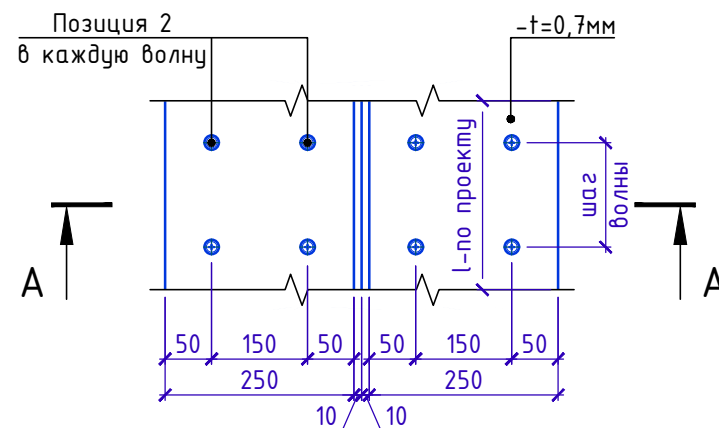 Позиция 2
в каждую волну
-t=0,7мм
l-по проекту
шаг
волны
А
А
50 150 50 50 150 50
250 250
10 10